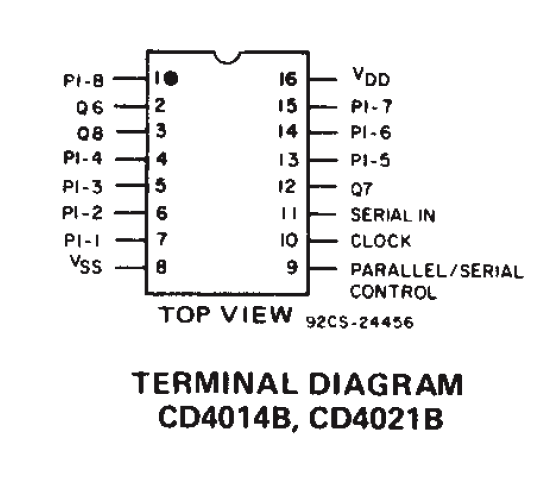 PI-8 1 16 VDD
Q6 2 15 PI-7
Q8 3 14 PI-6
PI-4 4 13 PI-5
PI-3 5 12 Q7
PI-2 6 11 SERIAL IN
PI-1 7 10 CLOCK
VSS 8 9 PARALLEL/SERIAL
CONTROL
TOP VIEW 92CS-24456
TERMINAL DIAGRAM
CD4014B, CD4021B